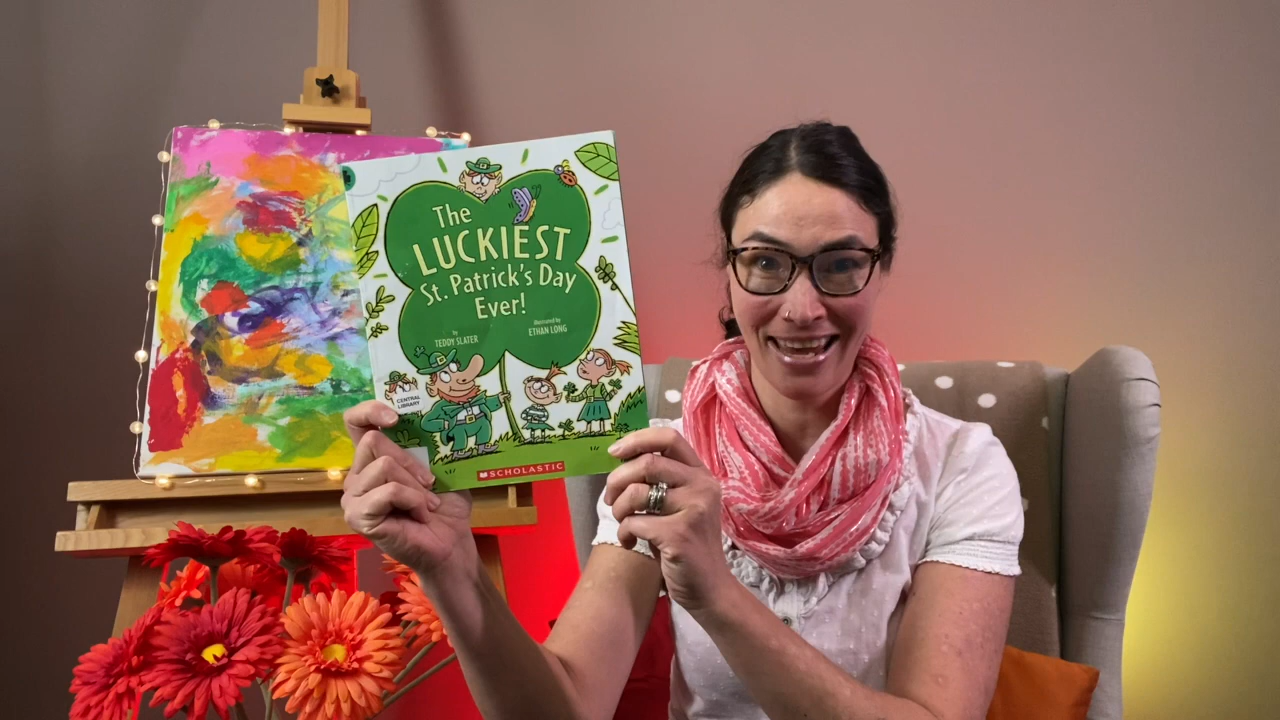 The
LUCKIEST
St. Patrick's Day
Ever!
by
TEDDY SLATER
illustrated by
ETHAN LONG
CENTRAL
LIBRARY
SCHOLASTIC